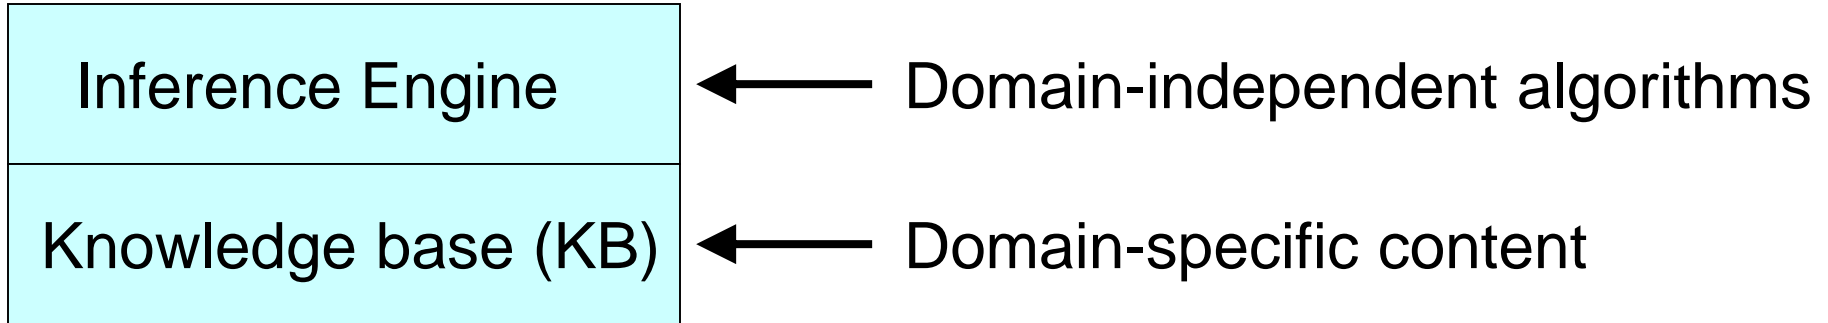 Inference Engine
Domain-independent algorithms
Knowledge base (KB)
Domain-specific content